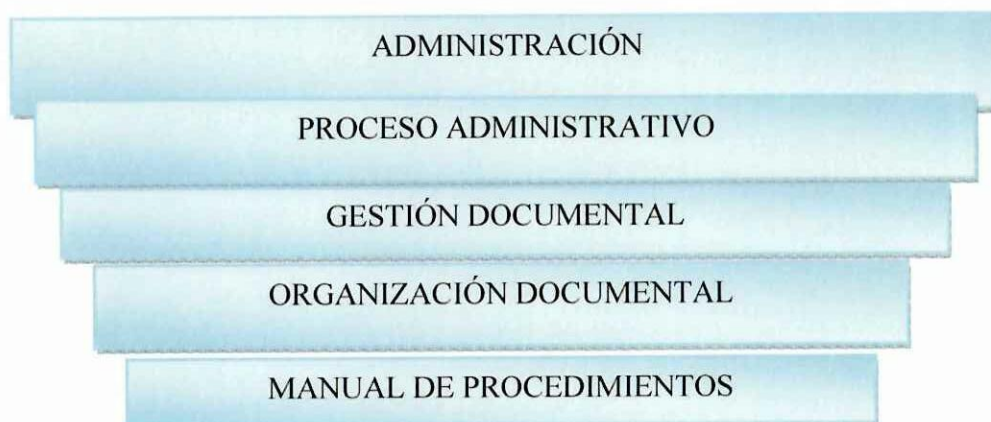 ADMINISTRACIÓN
PROCESO ADMINISTRATIVO
GESTIÓN DOCUMENTAL
ORGANIZACIÓN DOCUMENTAL
MANUAL DE PROCEDIMIENTOS